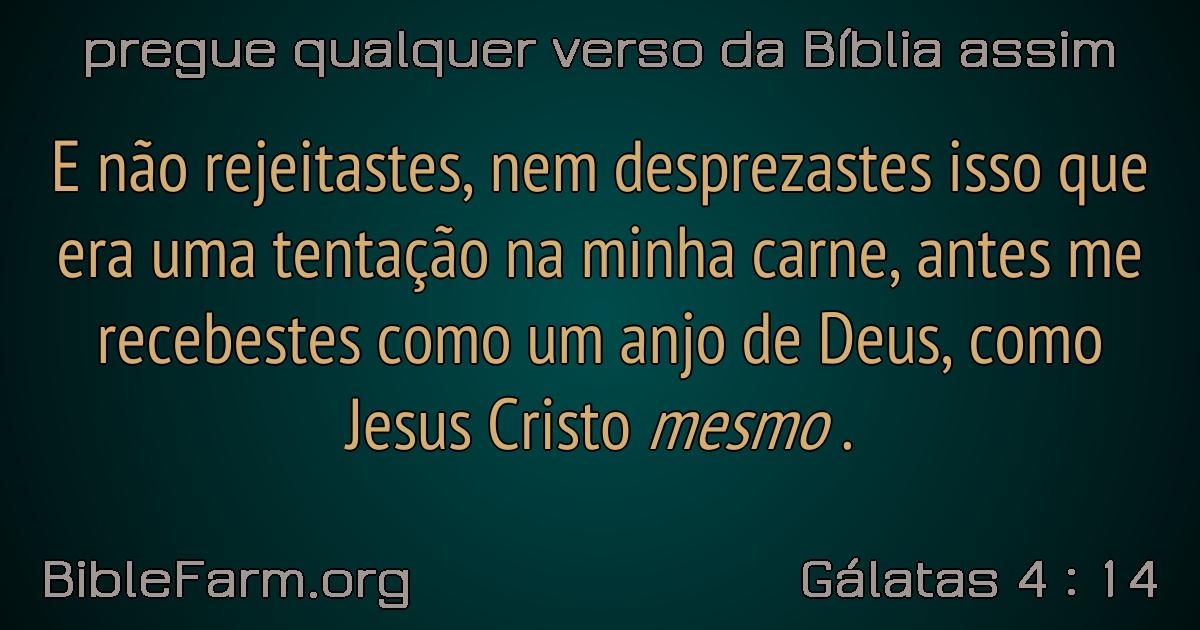 pregue qualquer verso da Bíblia assim
E não rejeitastes, nem desprezastes isso que
era uma tentação na minha carne, antes me
recebestes como um anjo de Deus, como
Jesus Cristo mesmo .
BibleFarm.org
Gálatas 4 : 14